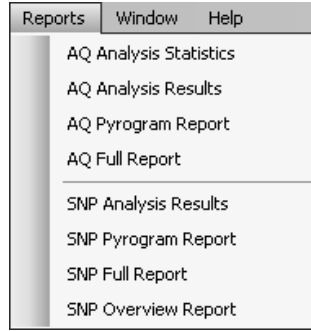 Reports Window Help
AQ Analysis Statistics
AQ Analysis Results
AQ Pyrogram Report
AQ Full Report
SNP Analysis Results
SNP Pyrogram Report
SNP Full Report
SNP Overview Report